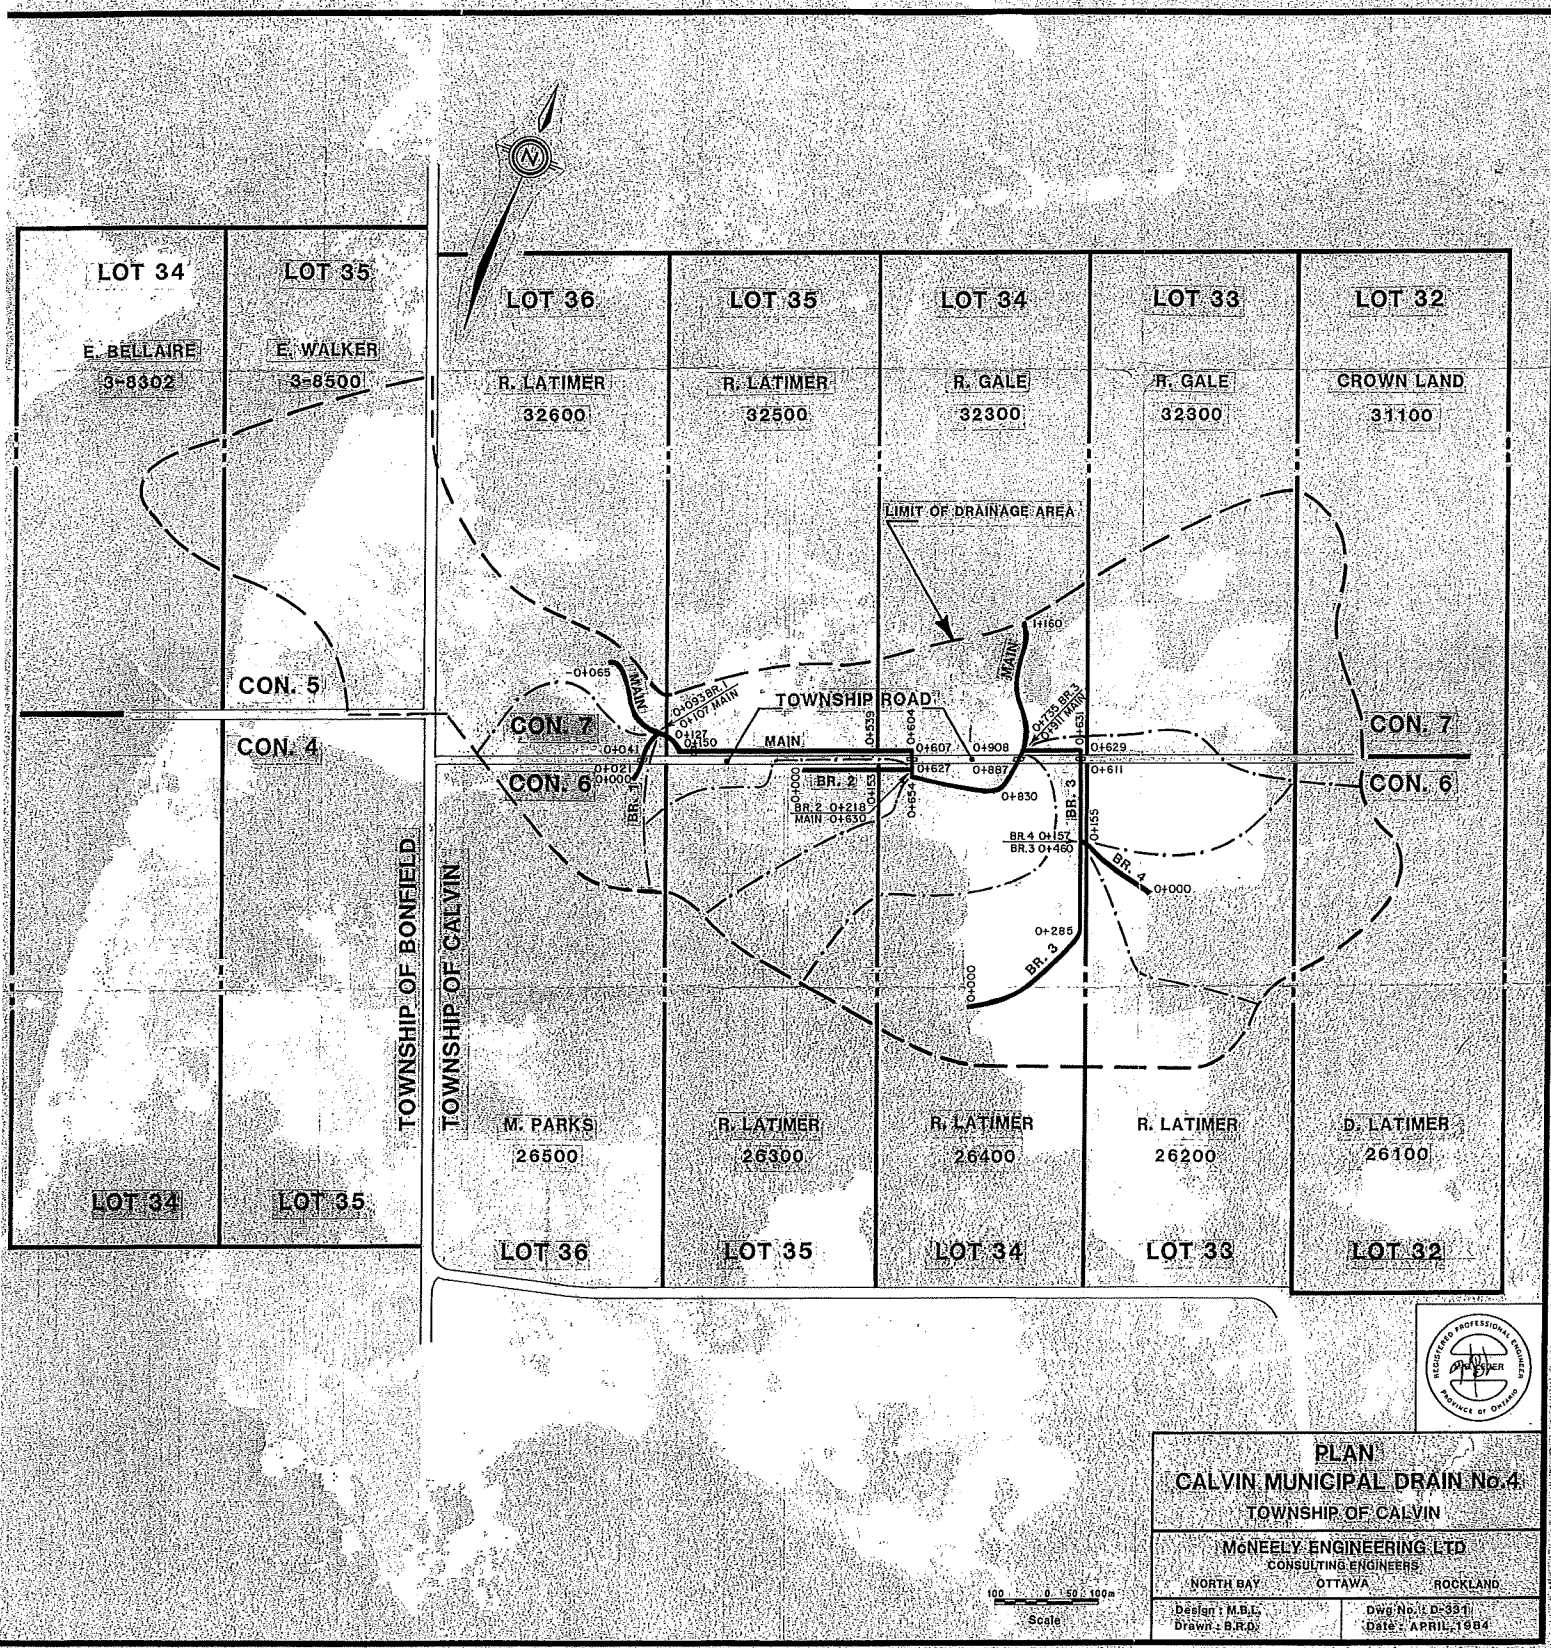 N
LOT 34
LOT 35
LOT 36
LOT 35
LOT 34
LOT 33
LOT 32
E. BELLAIRE
3-8302
E. WALKER
3-8500
R. LATIMER
32600
R. LATIMER
32500
R. GALE
32300
R. GALE
32300
CROWN LAND
31100
LIMIT OF DRAINAGE AREA
1+160
MAIN
0+065
MAIN
0+093 BR. 1
0+107 MAIN
0+127
0+150
MAIN
TOWNSHIP ROAD
0+559
0+604
0+607
0+908
0+775 BR.3
0+911 MAIN
0+631
0+629
CON. 5
CON. 4
CON. 7
CON. 6
CON. 7
CON. 6
0+041
0+021
0+000
BR. 1
0+000
BR. 2
0+153
0+627
0+654
BR. 2 0+218
MAIN 0+630
0+887
0+830
0+611
BR. 3
0+155
BR.4 0+157
BR.3 0+460
BR. 4
0+000
0+285
BR. 3
0+000
TOWNSHIP OF BONFIELD
TOWNSHIP OF CALVIN
M. PARKS
26500
R. LATIMER
26300
R. LATIMER
26400
R. LATIMER
26200
D. LATIMER
26100
LOT 34
LOT 35
LOT 36
LOT 35
LOT 34
LOT 33
LOT 32
REGISTERED PROFESSIONAL ENGINEER
PROVINCE OF ONTARIO
PLAN
CALVIN MUNICIPAL DRAIN No.4
TOWNSHIP OF CALVIN
McNEELY ENGINEERING LTD
CONSULTING ENGINEERS
NORTH BAY OTTAWA ROCKLAND
Design : M.B.L.
Drawn : B.R.D.
Dwg No. : D-331
Date : APRIL, 1984
100 0 50 100m
Scale